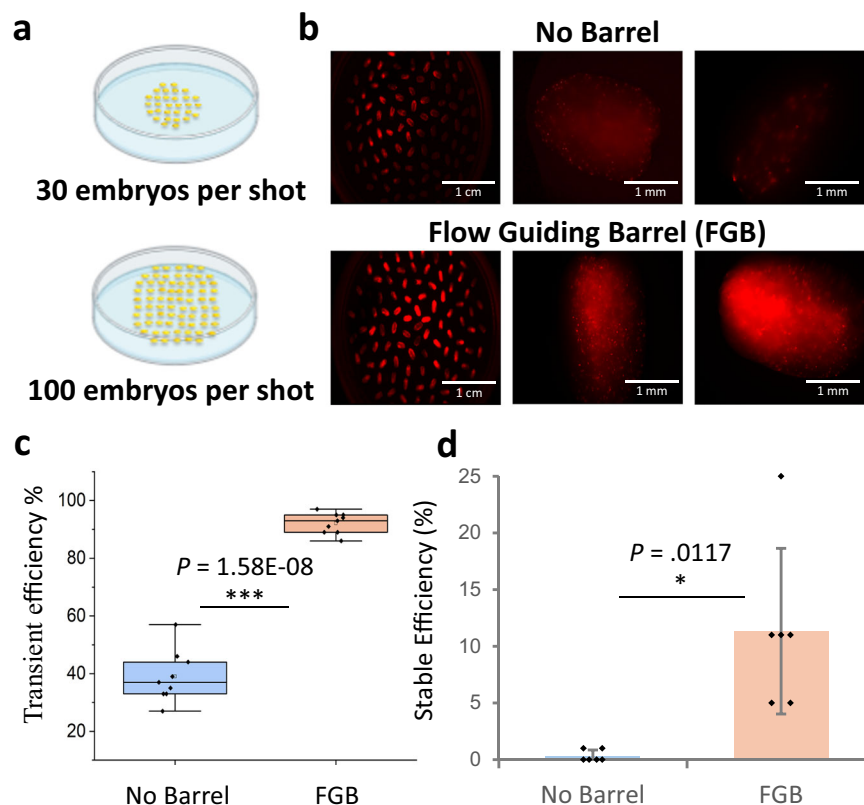 a
30 embryos per shot
100 embryos per shot
b
No Barrel
1 cm
1 mm
1 mm
Flow Guiding Barrel (FGB)
1 cm
1 mm
1 mm
c
Transient efficiency %
100
80
60
40
20
P = 1.58E-08
***
No Barrel
FGB
d
Stable Efficiency (%)
25
20
15
10
5
0
P = .0117
*
No Barrel
FGB